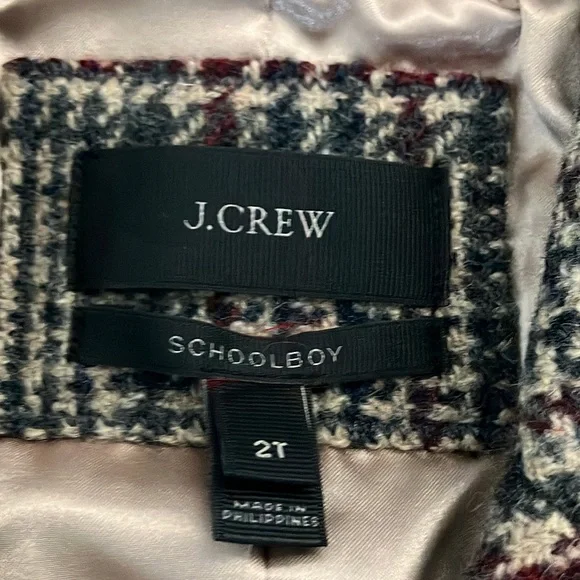 J.CREW
SCHOOLBOY
2T
MADE IN
PHILIPPINES